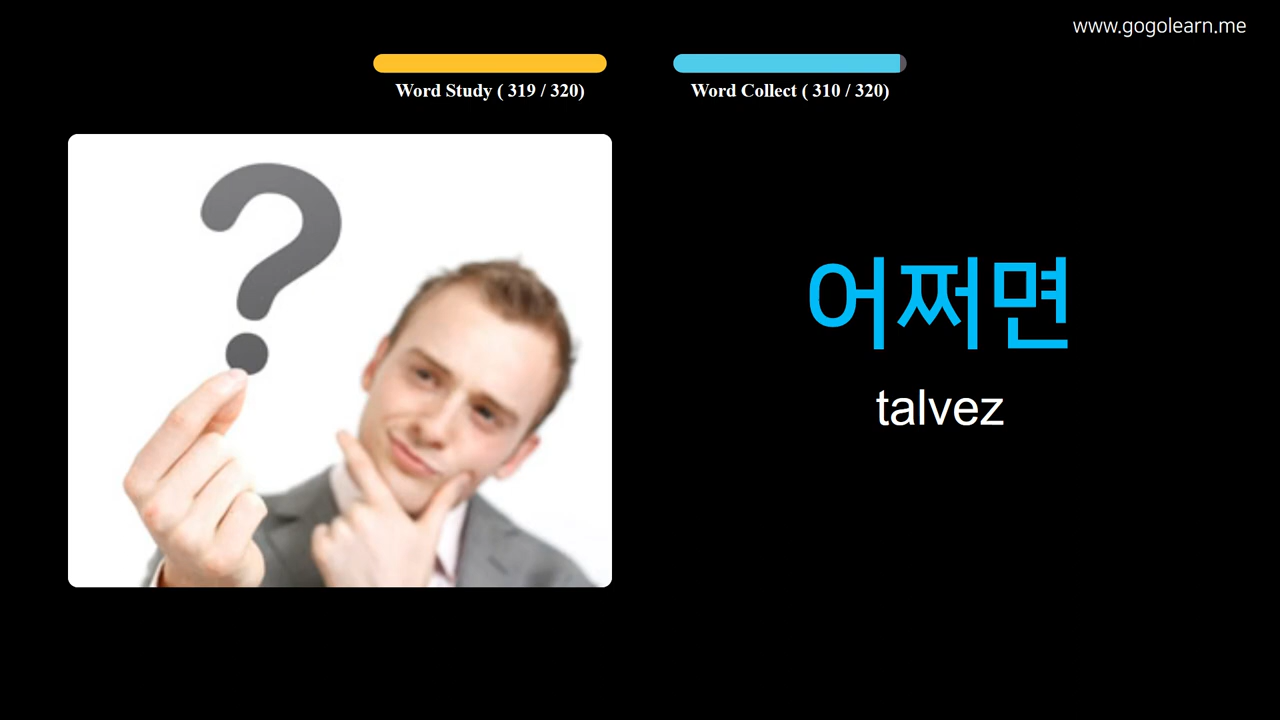 www.gogolearn.me
Word Study ( 319 / 320)
Word Collect ( 310 / 320)
?
어쩌면
talvez